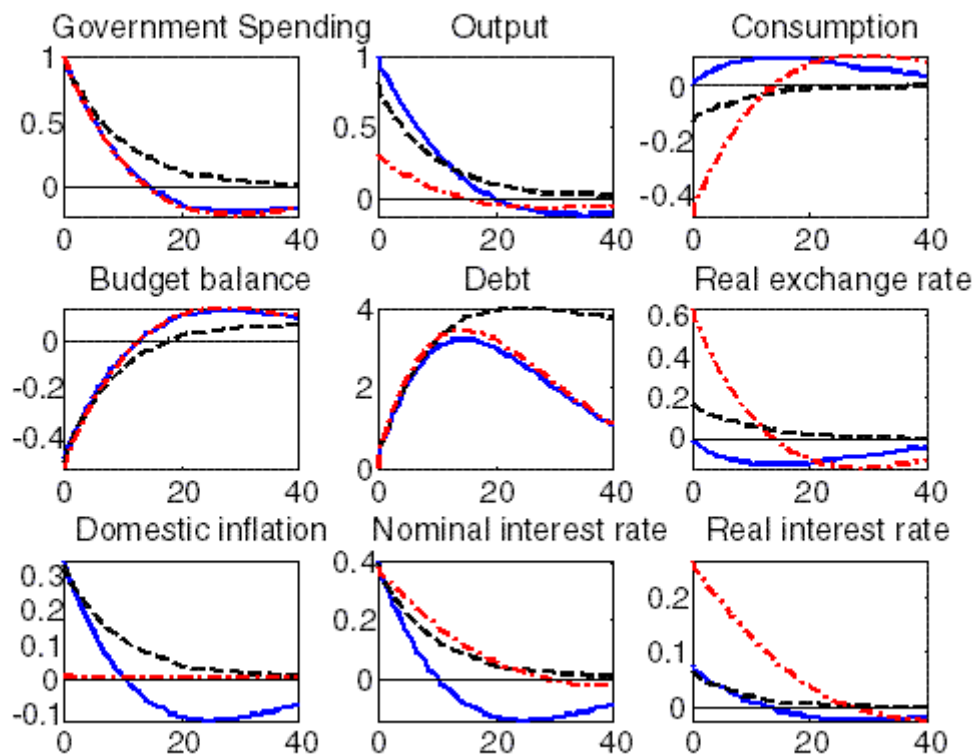 Government Spending
1
0.5
0
0 20 40
Output
1
0.5
0
0 20 40
Consumption
0
-0.2
-0.4
0 20 40
Budget balance
0
-0.2
-0.4
0 20 40
Debt
4
2
0
0 20 40
Real exchange rate
0.6
0.4
0.2
0
0 20 40
Domestic inflation
0.3
0.2
0.1
0
-0.1
0 20 40
Nominal interest rate
0.4
0.2
0
0 20 40
Real interest rate
0.2
0.1
0
0 20 40